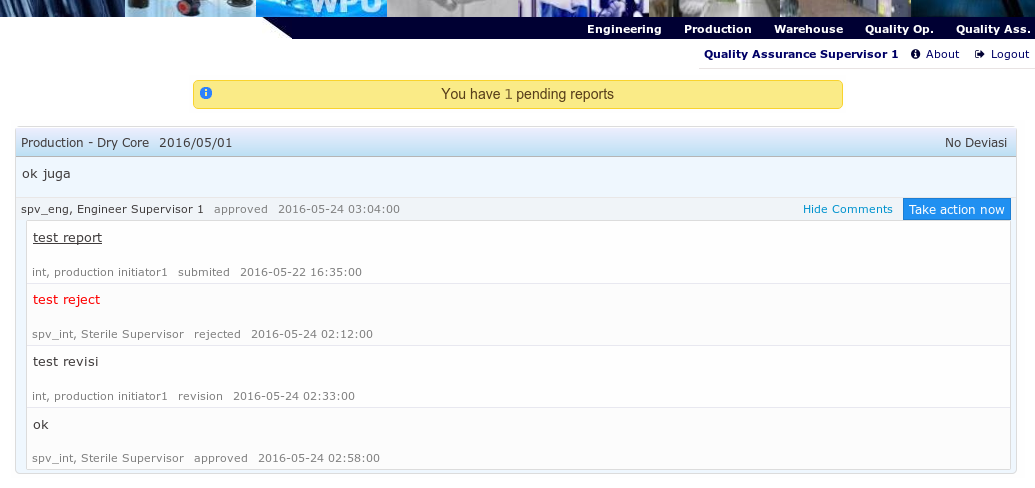 WPU
Engineering Production Warehouse Quality Op. Quality Ass.
Quality Assurance Supervisor 1 About Logout
You have 1 pending reports
Production - Dry Core 2016/05/01 No Deviasi
ok juga
spv_eng, Engineer Supervisor 1 approved 2016-05-24 03:04:00 Hide Comments Take action now
test report
int, production initiator1 submited 2016-05-22 16:35:00
test reject
spv_int, Sterile Supervisor rejected 2016-05-24 02:12:00
test revisi
int, production initiator1 revision 2016-05-24 02:33:00
ok
spv_int, Sterile Supervisor approved 2016-05-24 02:58:00